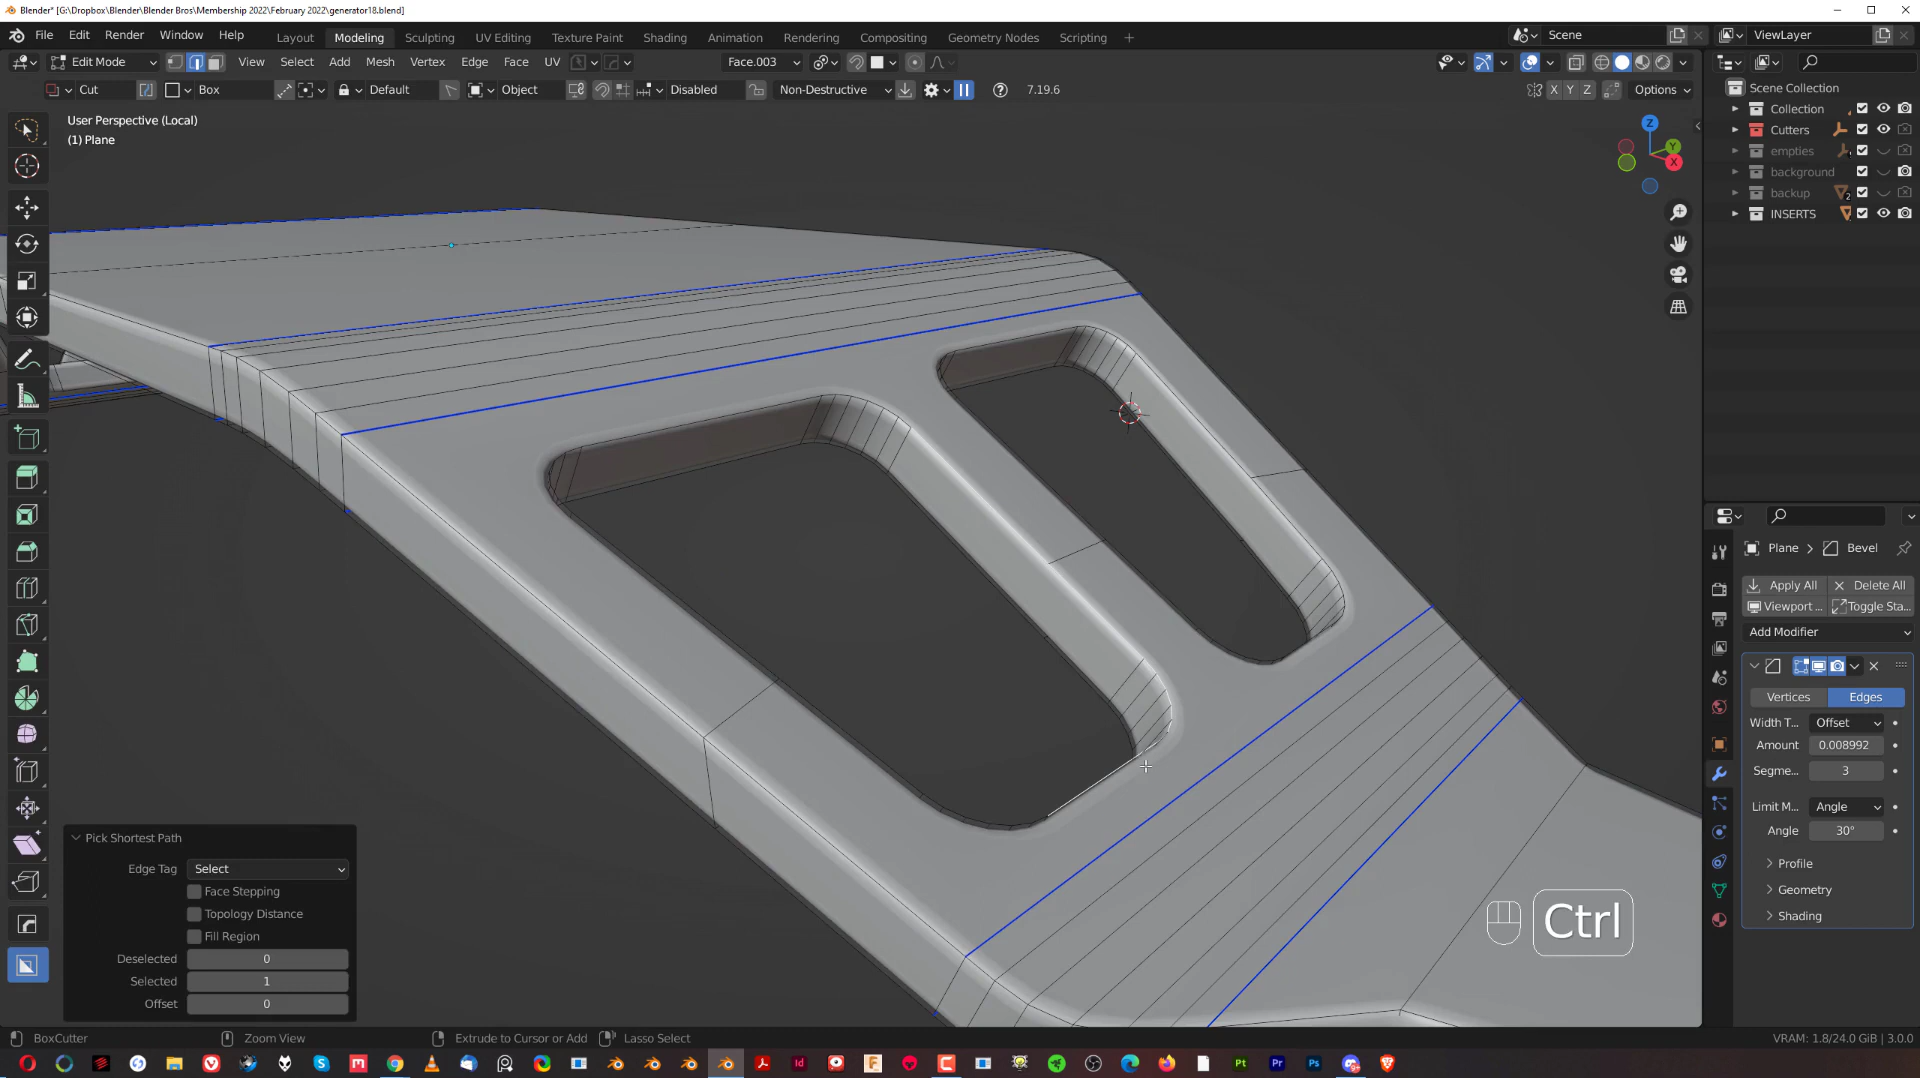 Blender* [G:\Dropbox\Blender\Blender Bros\Membership 2022\February 2022\generator18.blend]
File Edit Render Window Help Layout Modeling Sculpting UV Editing Texture Paint Shading Animation Rendering Compositing Geometry Nodes Scripting + Scene ViewLayer
Edit Mode View Select Add Mesh Vertex Edge Face UV Face.003
Cut Box Default Object Disabled Non-Destructive 7.19.6 X Y Z Options
User Perspective (Local)
(1) Plane
Z
Y
X
Scene Collection
Collection
Cutters
empties
background
backup 2
INSERTS
Plane > Bevel
Apply All Delete All
Viewport ... Toggle Sta...
Add Modifier
Vertices Edges
Width T... Offset
Amount 0.008992
Segme... 3
Limit M... Angle
Angle 30°
Profile
Geometry
Shading
Pick Shortest Path
Edge Tag Select
Face Stepping
Topology Distance
Fill Region
Deselected 0
Selected 1
Offset 0
Ctrl
BoxCutter Zoom View Extrude to Cursor or Add Lasso Select VRAM: 1.8/24.0 GiB | 3.0.0